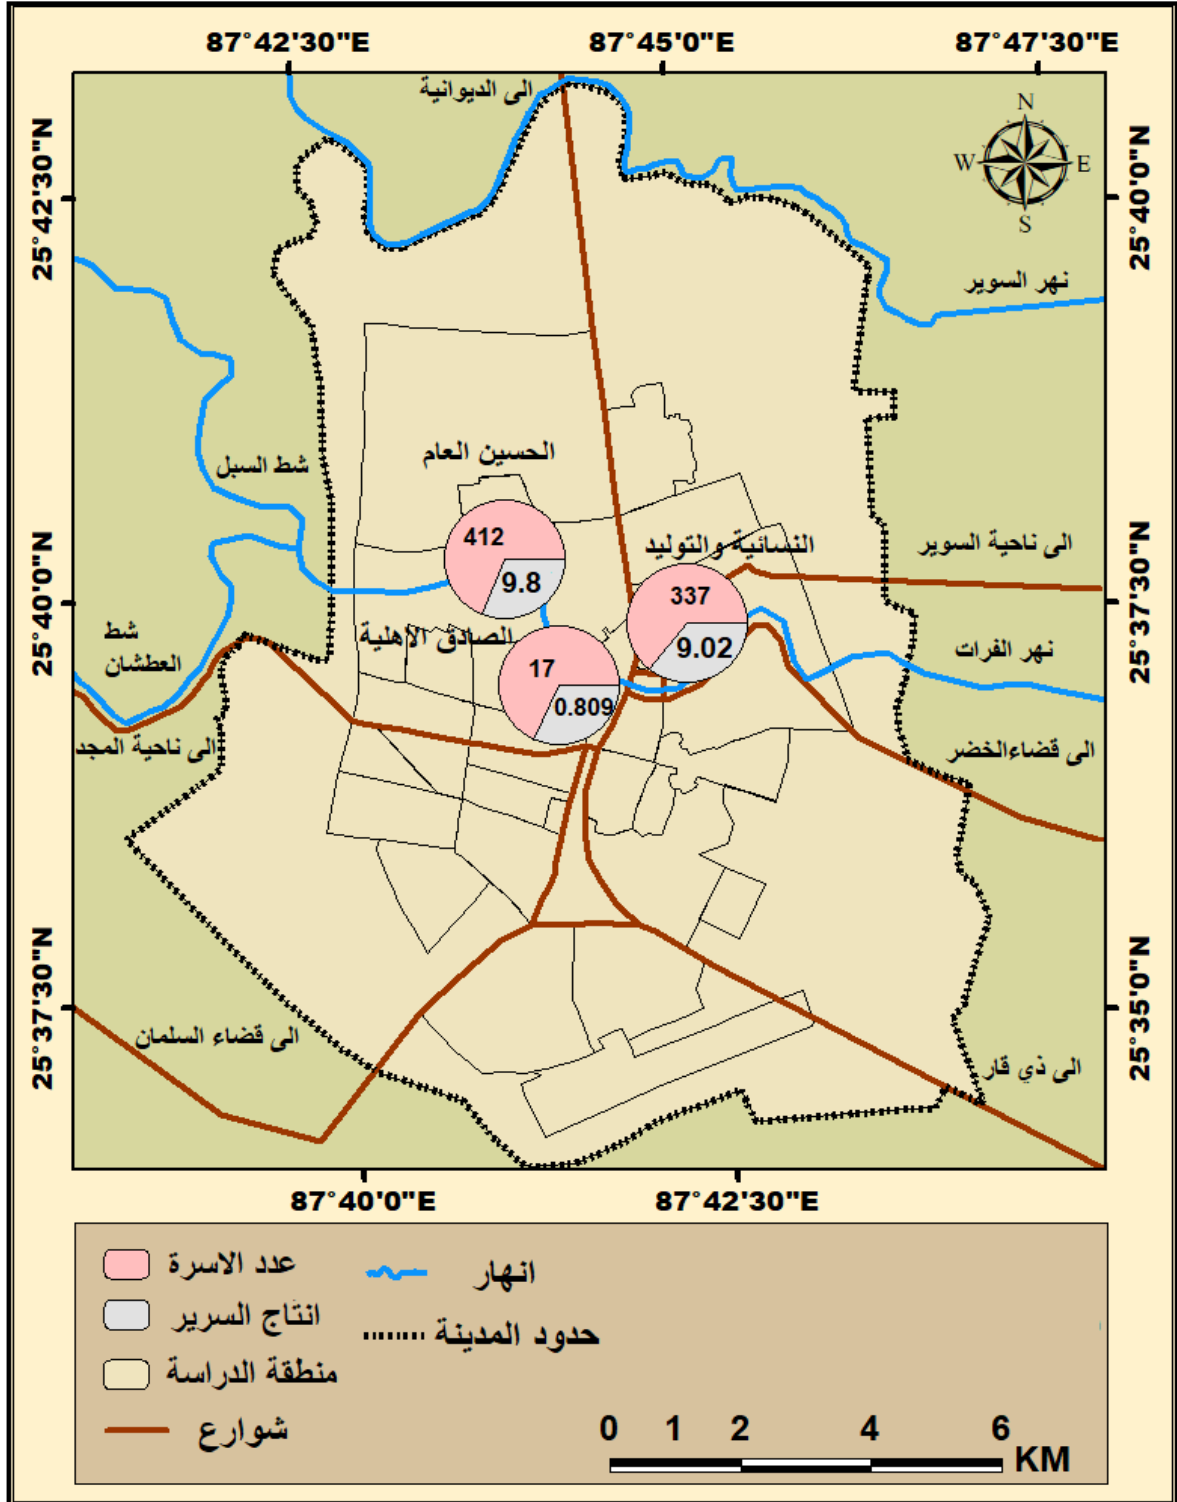 87°42'30"E
87°45'0"E
87°47'30"E
الى الديوانية
N
W
E
S
25°42'30"N
25°40'0"N
نهر السوير
الحسين العام
شط السبل
412
9.8
النسائية والتوليد
الى ناحية السوير
337
9.02
25°40'0"N
25°37'30"N
شط
العطشان
الصادق الاهلية
نهر الفرات
17
0.809
الى ناحية المجد
الى قضاءالخضر
25°37'30"N
25°35'0"N
الى قضاء السلمان
الى ذي قار
87°40'0"E
87°42'30"E
عدد الاسرة
انهار
انتاج السرير
حدود المدينة
منطقة الدراسة
شوارع
0 1 2 4 6
KM